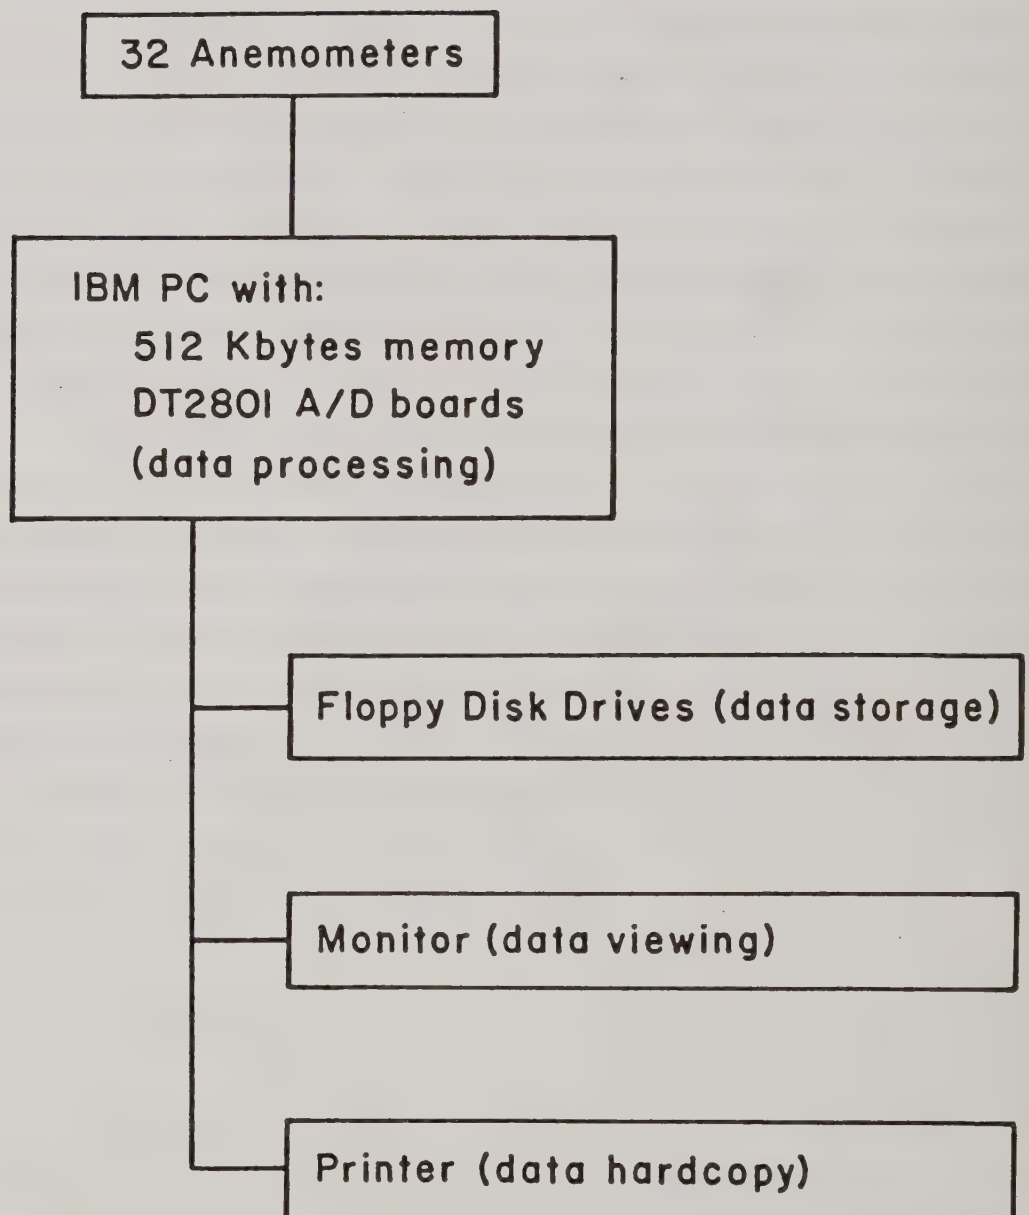 32 Anemometers
IBM PC with:
512 Kbytes memory
DT2801 A/D boards
(data processing)
Floppy Disk Drives (data storage)
Monitor (data viewing)
Printer (data hardcopy)